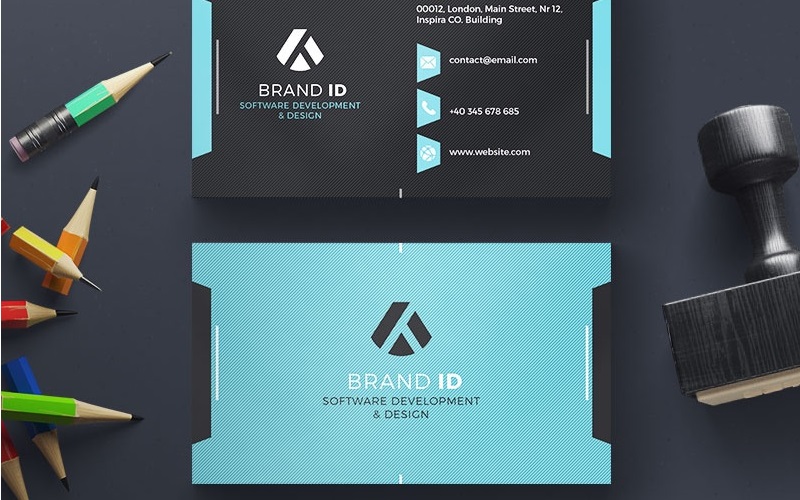 00012, London, Main Street, Nr 12,
Inspira CO. Building
contact@email.com
+40 345 678 685
www.website.com
BRAND ID
SOFTWARE DEVELOPMENT
& DESIGN
BRAND ID
SOFTWARE DEVELOPMENT
& DESIGN